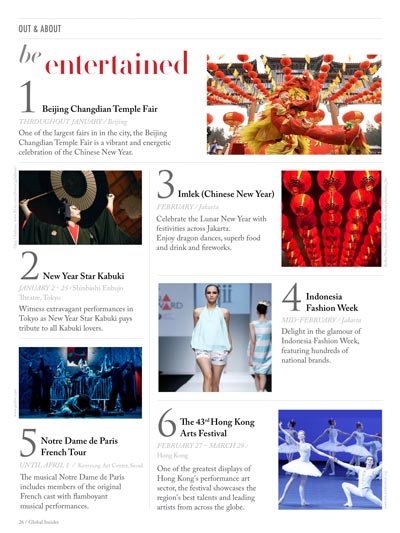 OUT & ABOUT
be entertained
1 Beijing Changdian Temple Fair
THROUGHOUT JANUARY / Beijing
One of the largest fairs in in the city, the Beijing
Changdian Temple Fair is a vibrant and energetic
celebration of the Chinese New Year.
2 New Year Star Kabuki
JANUARY 2 - 25 / Shinbashi Enbujo
Theatre, Tokyo
Witness extravagant performances in
Tokyo as New Year Star Kabuki pays
tribute to all Kabuki lovers.
3 Imlek (Chinese New Year)
FEBRUARY / Jakarta
Celebrate the Lunar New Year with
festivities across Jakarta.
Enjoy dragon dances, superb food
and drink and fireworks.
4 Indonesia
Fashion Week
MID-FEBRUARY / Jakarta
Delight in the glamour of
Indonesia Fashion Week,
featuring hundreds of
national brands.
5 Notre Dame de Paris
French Tour
UNTIL APRIL 1 / Keimyung Art Center, Seoul
The musical Notre Dame de Paris
includes members of the original
French cast with flamboyant
musical performances.
6 The 43rd Hong Kong
Arts Festival
FEBRUARY 27 – MARCH 29 /
Hong Kong
One of the greatest displays of
Hong Kong's performance art
sector, the festival showcases the
region's best talents and leading
artists from across the globe.
26 / Global Insider